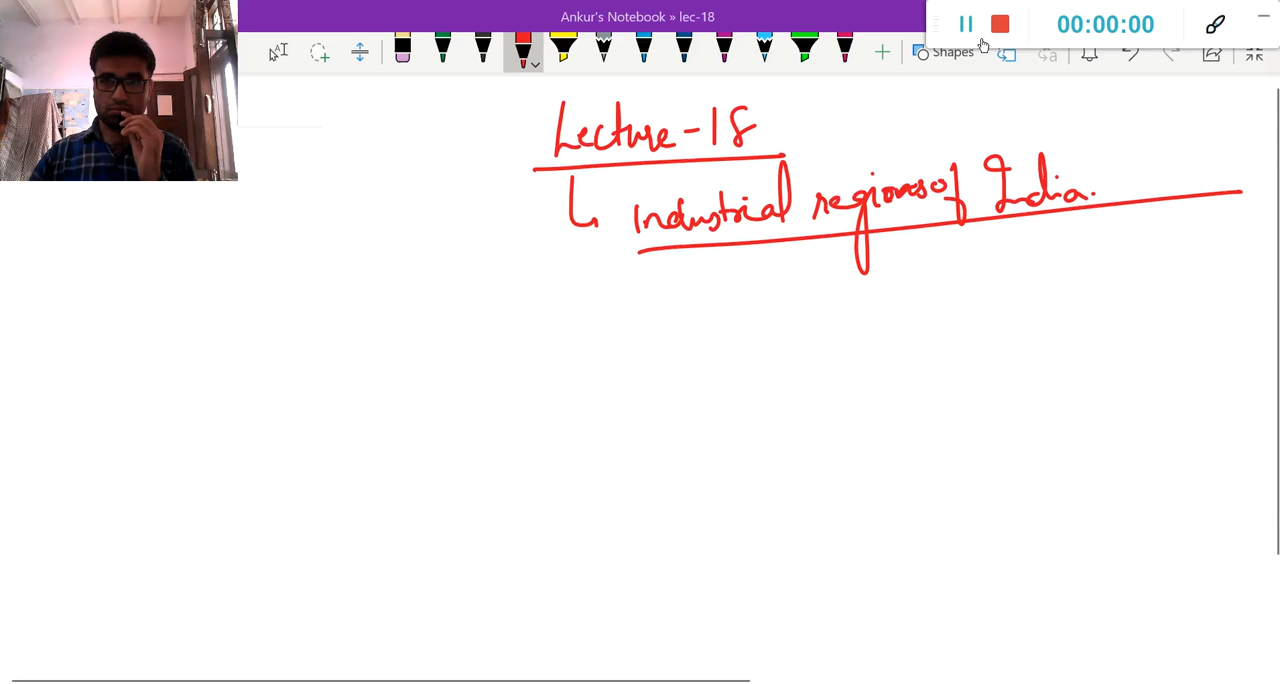 Ankur's Notebook » lec-18
00:00:00
Shapes
Lecture-18
Industrial regions of India.